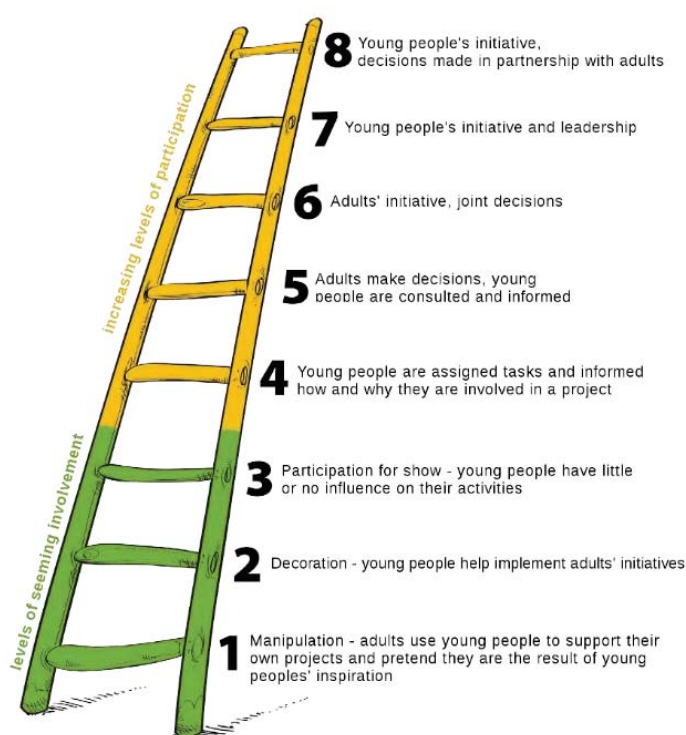 8 Young people's initiative,
decisions made in partnership with adults
7 Young people's initiative and leadership
6 Adults' initiative, joint decisions
5 Adults make decisions, young
people are consulted and informed
4 Young people are assigned tasks and informed
how and why they are involved in a project
3 Participation for show - young people have little
or no influence on their activities
2 Decoration - young people help implement adults' initiatives
1 Manipulation - adults use young people to support their
own projects and pretend they are the result of young
peoples' inspiration
increasing levels of participation
levels of seeming involvement